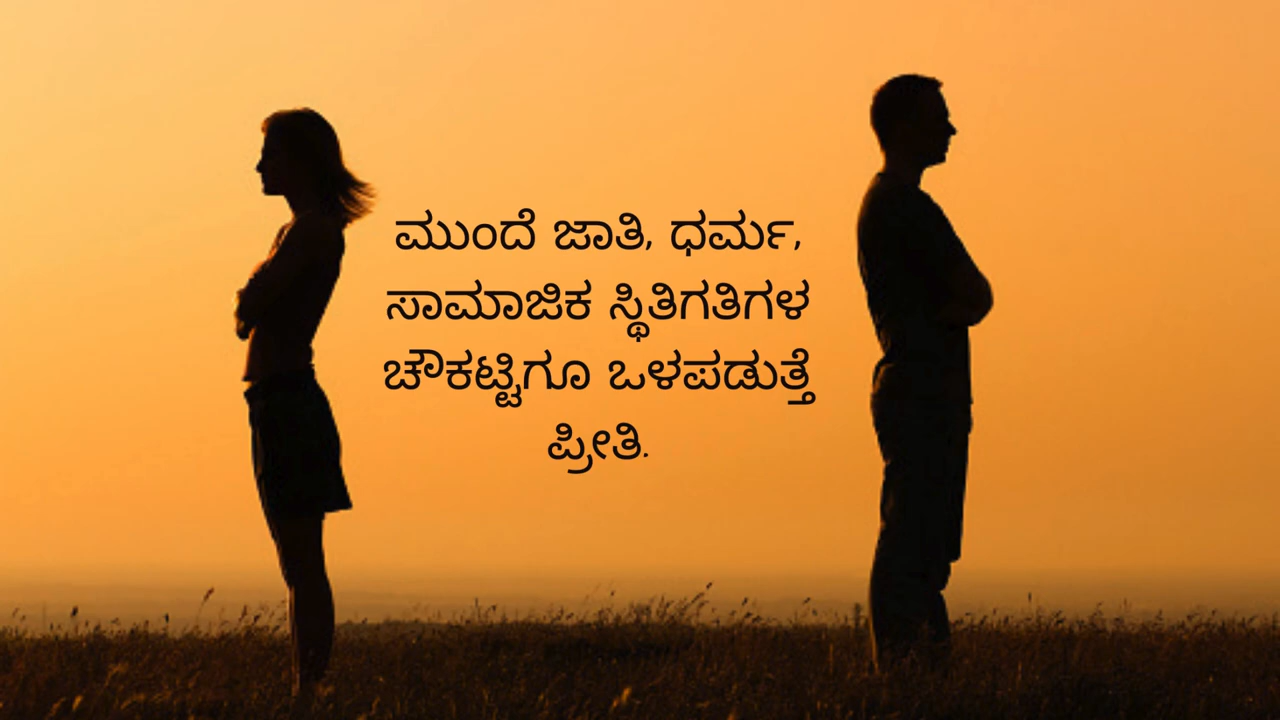 ಮುಂದೆ ಜಾತಿ, ಧರ್ಮ,
ಸಾಮಾಜಿಕ ಸ್ಥಿತಿಗತಿಗಳ
ಚೌಕಟ್ಟಿಗೂ ಒಳಪಡುತ್ತೆ
ಪ್ರೀತಿ.